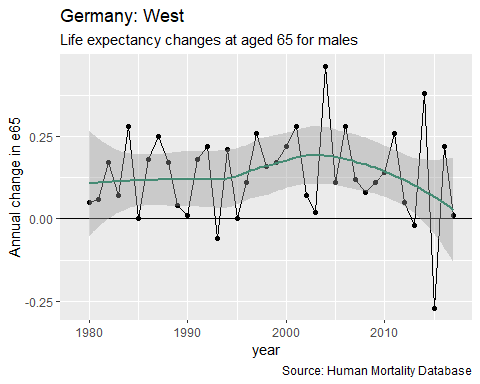 Germany: West
Life expectancy changes at aged 65 for males
Annual change in e65
0.25
0.00
-0.25
1980 1990 2000 2010
year
Source: Human Mortality Database